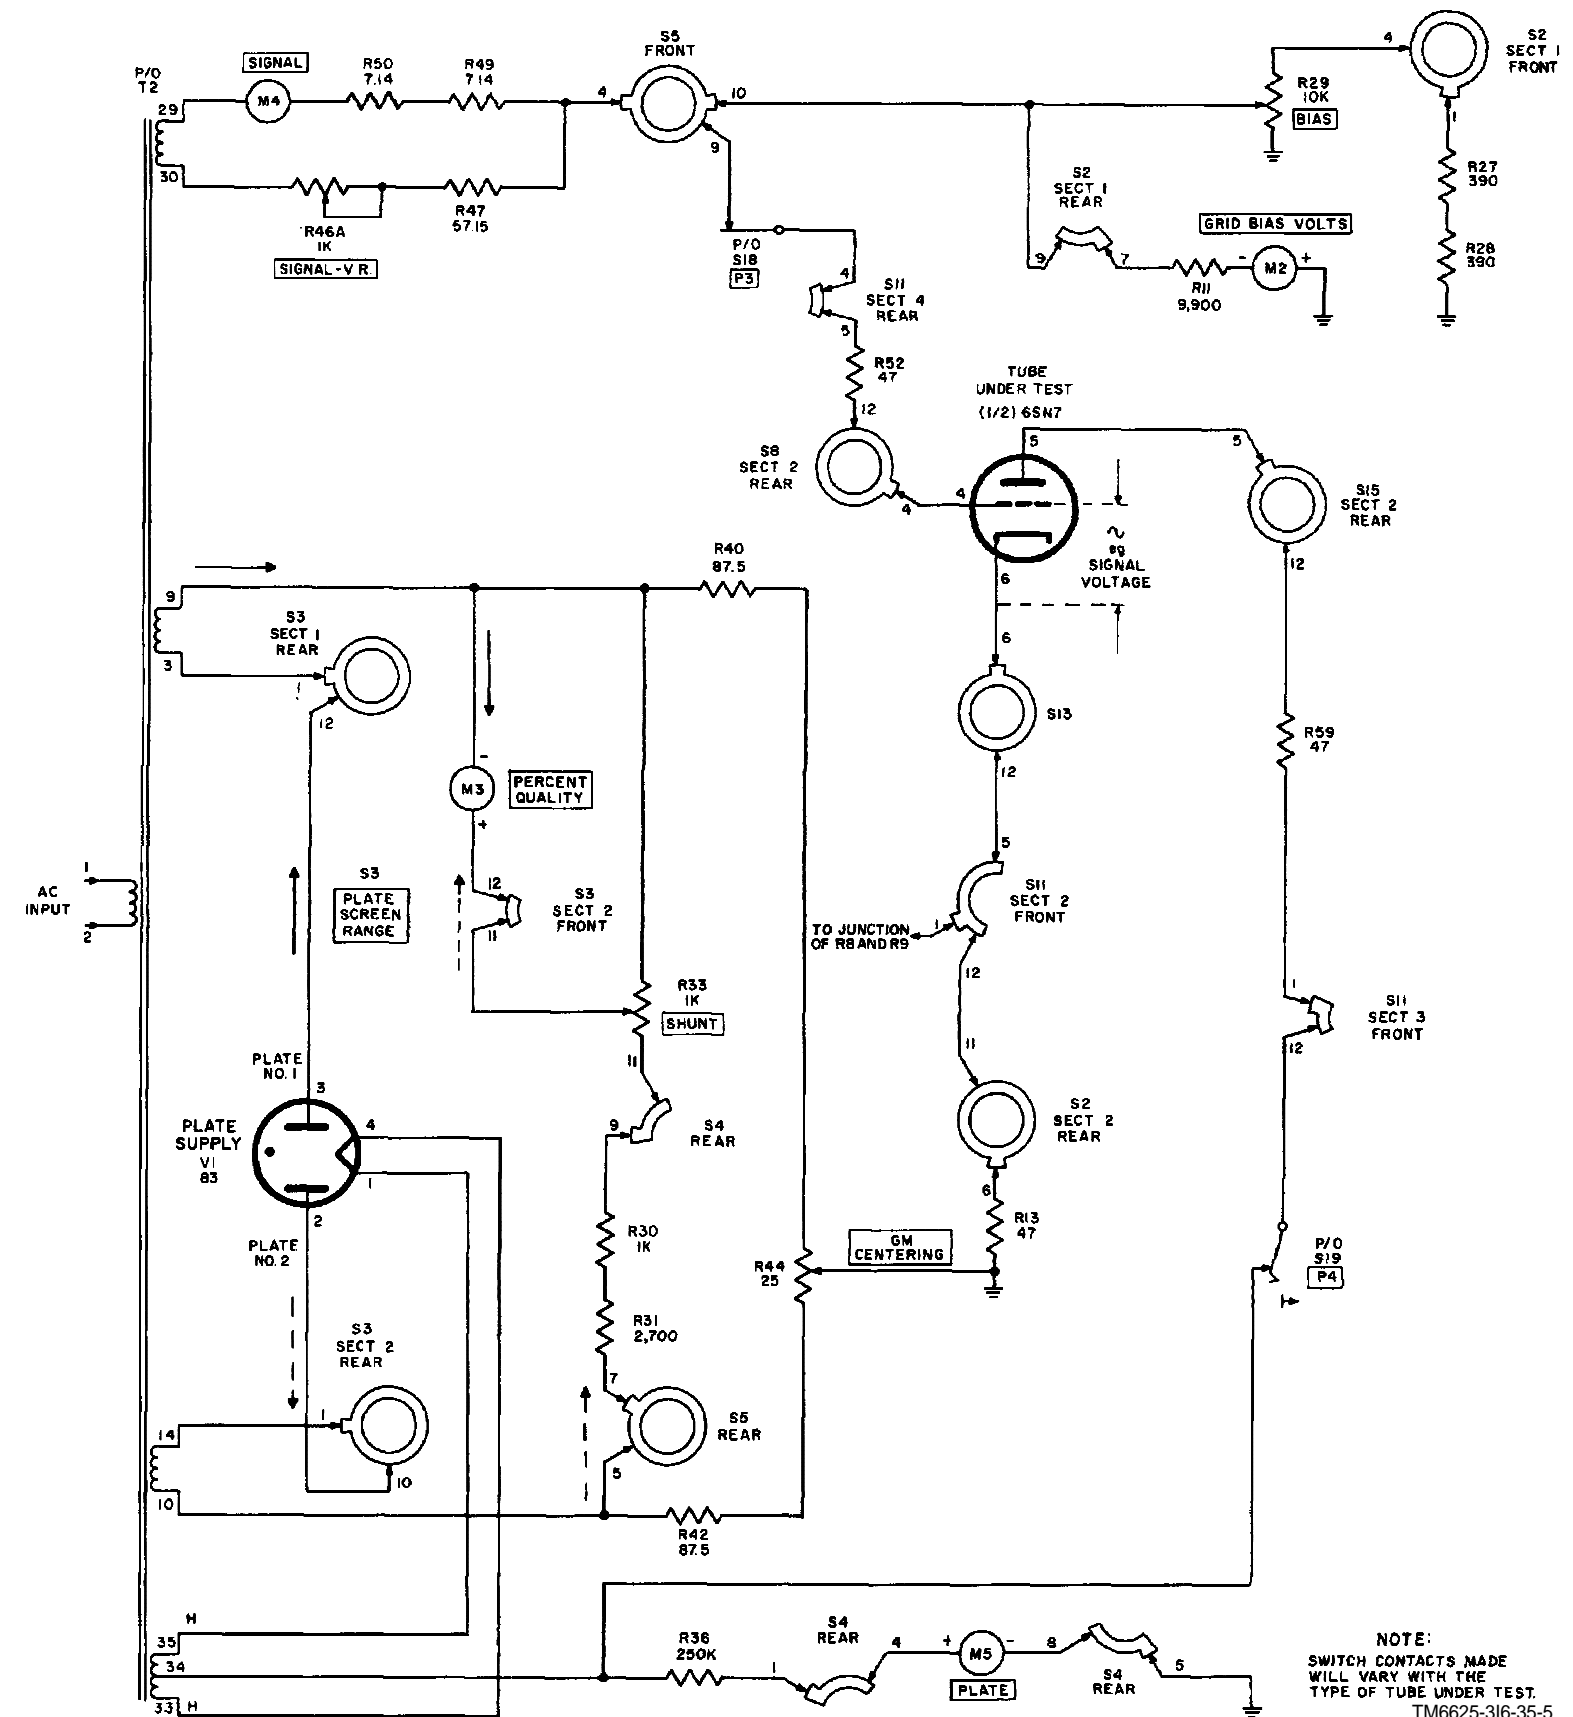 P/O
T2
29
30
SIGNAL
M4
R50
7.14
R49
7.14
R46A
1K
SIGNAL-V.R.
R47
57.15
S5
FRONT
4
10
9
P/O
S18
P3
4
S11
SECT 4
REAR
5
R52
47
12
S8
SECT 2
REAR
4
S2
SECT 1
FRONT
4
1
R29
10K
BIAS
R27
390
R28
390
S2
SECT 1
REAR
9
7
GRID BIAS VOLTS
R11
9,900
-
M2
+
TUBE
UNDER TEST
(1/2) 6SN7
5
4
6
~
eg
SIGNAL
VOLTAGE
5
S15
SECT 2
REAR
12
R59
47
1
S11
SECT 3
FRONT
12
P/O
S19
P4
6
S13
12
5
S11
SECT 2
FRONT
TO JUNCTION
OF R8 AND R9
1
12
11
S2
SECT 2
REAR
6
R13
47
GM
CENTERING
R44
25
9
3
S3
SECT 1
REAR
1
12
R40
87.5
-
M3
+
PERCENT
QUALITY
12
11
S3
SECT 2
FRONT
S3
PLATE
SCREEN
RANGE
AC
INPUT
1
2
R33
1K
SHUNT
11
9
S4
REAR
PLATE
NO. 1
3
PLATE
SUPPLY
V1
83
4
1
2
PLATE
NO. 2
R30
1K
R31
2,700
7
S5
REAR
5
S3
SECT 2
REAR
1
10
14
10
R42
87.5
H
35
34
33
H
R36
250K
1
S4
REAR
4
+
M5
-
PLATE
8
S4
REAR
5
NOTE:
SWITCH CONTACTS MADE
WILL VARY WITH THE
TYPE OF TUBE UNDER TEST.
TM6625-316-35-5